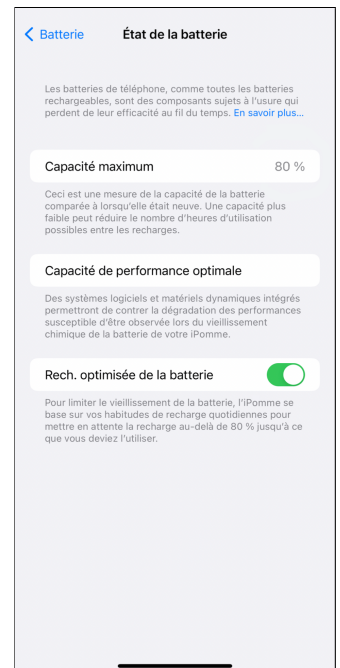 Batterie
État de la batterie
Les batteries de téléphone, comme toutes les batteries
rechargeables, sont des composants sujets à l'usure qui
perdent de leur efficacité au fil du temps. En savoir plus...
Capacité maximum 80 %
Ceci est une mesure de la capacité de la batterie
comparée à lorsqu'elle était neuve. Une capacité plus
faible peut réduire le nombre d'heures d'utilisation
possibles entre les recharges.
Capacité de performance optimale
Des systèmes logiciels et matériels dynamiques intégrés
permettront de contrer la dégradation des performances
susceptible d'être observée lors du vieillissement
chimique de la batterie de votre iPomme.
Rech. optimisée de la batterie
Pour limiter le vieillissement de la batterie, l'iPomme se
base sur vos habitudes de recharge quotidiennes pour
mettre en attente la recharge au-delà de 80 % jusqu'à ce
que vous deviez l'utiliser.